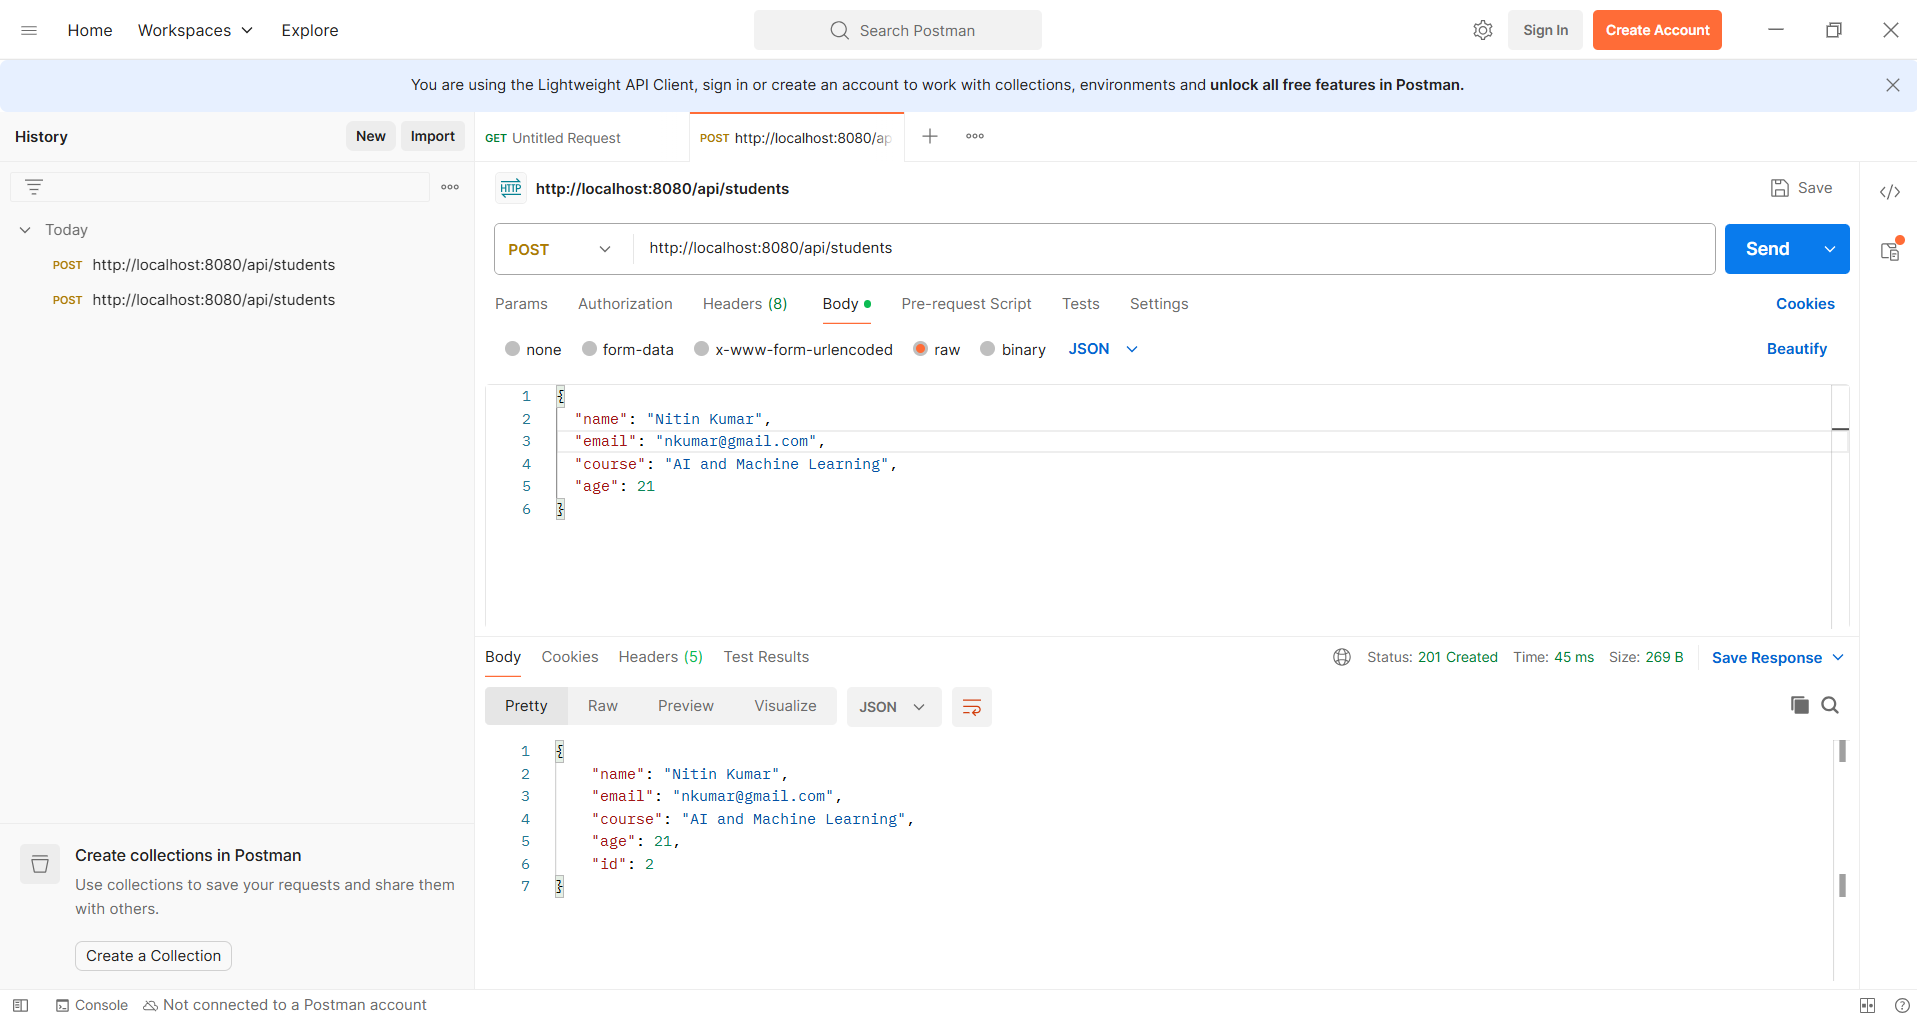 Home Workspaces Explore Search Postman Sign In Create Account
You are using the Lightweight API Client, sign in or create an account to work with collections, environments and unlock all free features in Postman.
History New Import
GET Untitled Request POST http://localhost:8080/ap
http://localhost:8080/api/students Save
Today
POST http://localhost:8080/api/students
POST http://localhost:8080/api/students
POST http://localhost:8080/api/students Send
Params Authorization Headers (8) Body Pre-request Script Tests Settings Cookies
none form-data x-www-form-urlencoded raw binary JSON Beautify
1 {
2 "name": "Nitin Kumar",
3 "email": "nkumar@gmail.com",
4 "course": "AI and Machine Learning",
5 "age": 21
6 }
Body Cookies Headers (5) Test Results Status: 201 Created Time: 45 ms Size: 269 B Save Response
Pretty Raw Preview Visualize JSON
1 {
2 "name": "Nitin Kumar",
3 "email": "nkumar@gmail.com",
4 "course": "AI and Machine Learning",
5 "age": 21,
6 "id": 2
7 }
Create collections in Postman
Use collections to save your requests and share them
with others.
Create a Collection
Console Not connected to a Postman account